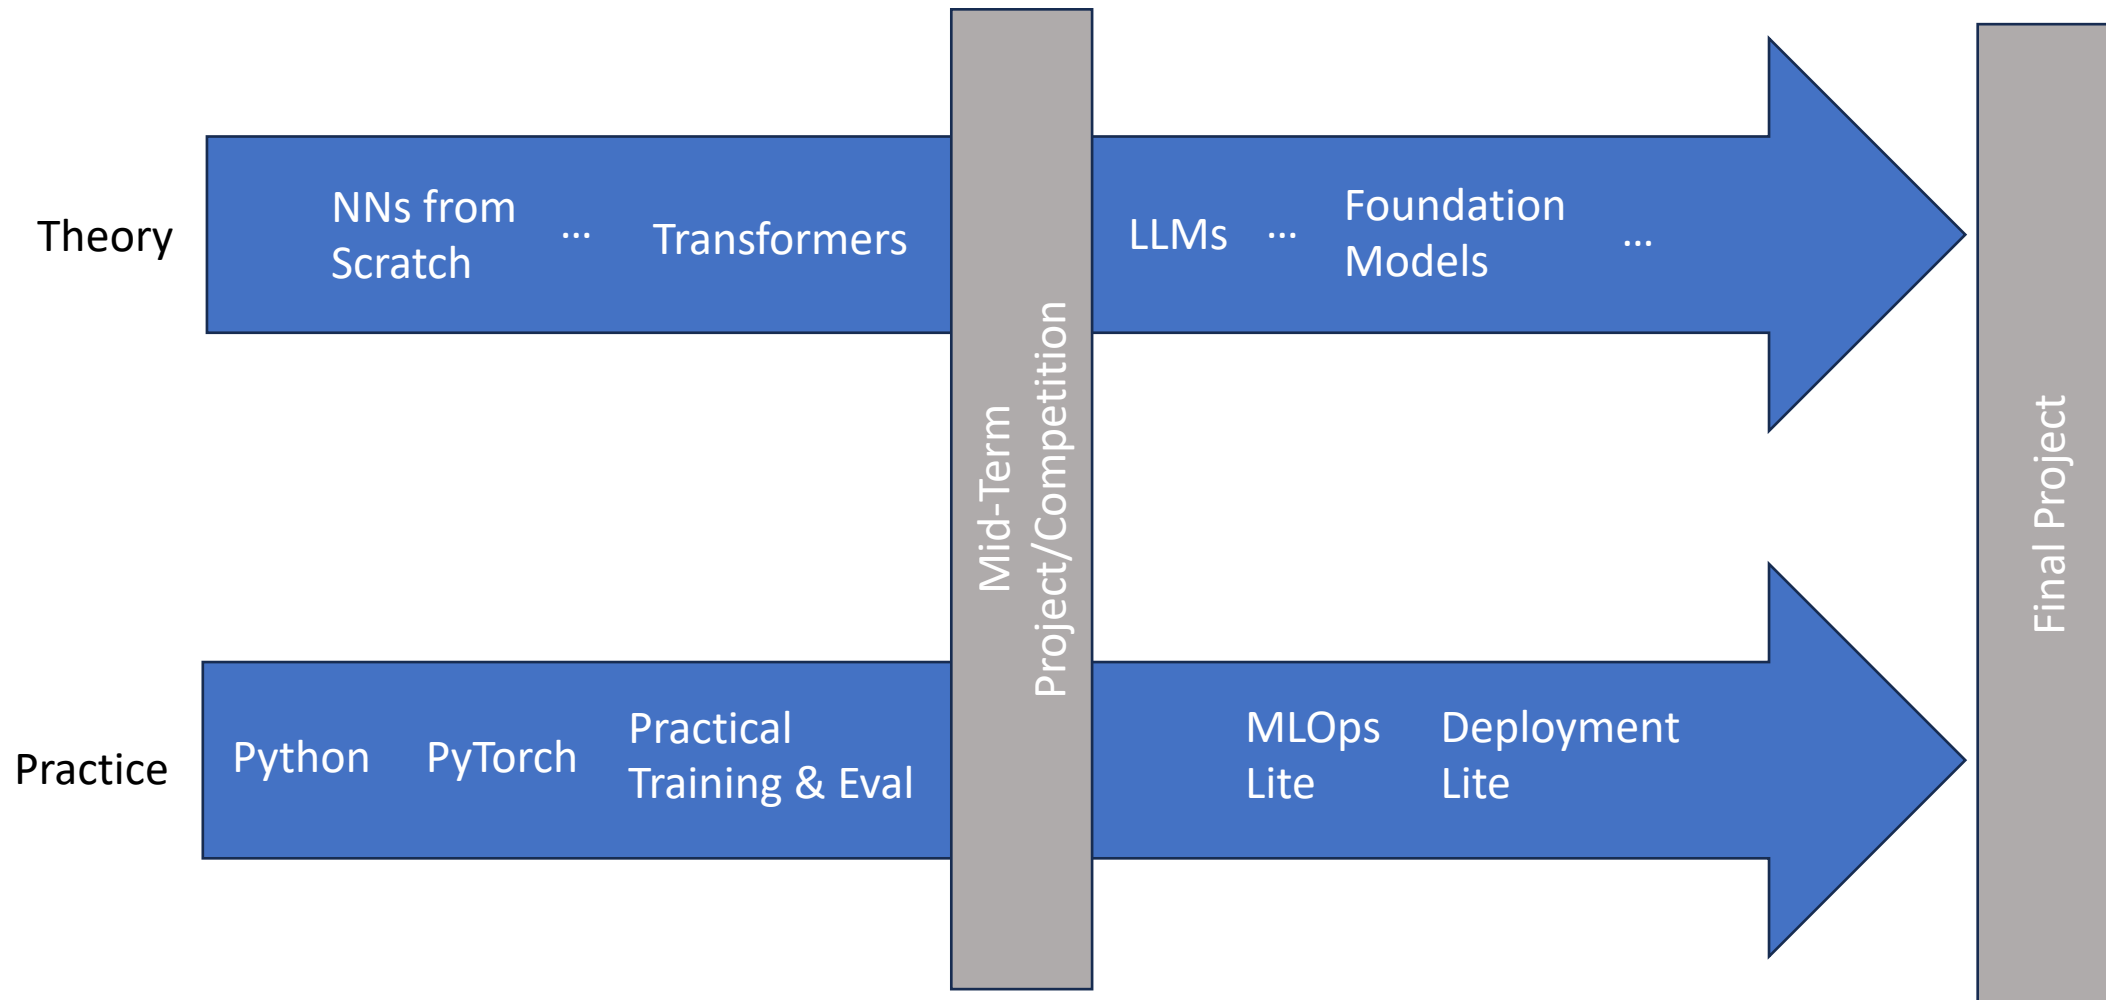 Theory
NNs from
Scratch
...
Transformers
Mid-Term
Project/Competition
LLMs
...
Foundation
Models
...
Practice
Python
PyTorch
Practical
Training & Eval
MLOps
Lite
Deployment
Lite
Final Project